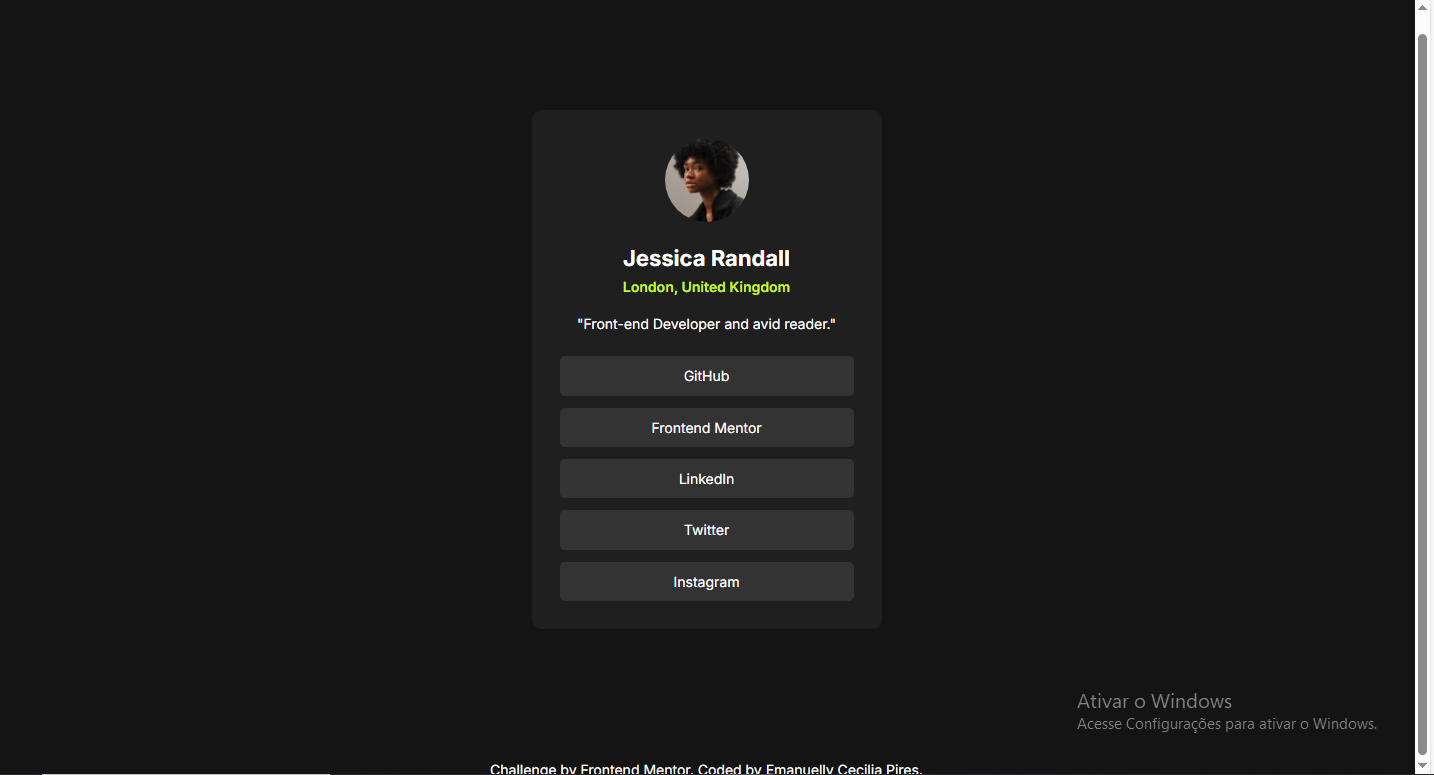 Jessica Randall
London, United Kingdom
"Front-end Developer and avid reader."
GitHub
Frontend Mentor
LinkedIn
Twitter
Instagram
Ativar o Windows
Acesse Configurações para ativar o Windows.
Challenge by Frontend Mentor. Coded by Emanuelly Cecilia Pires.